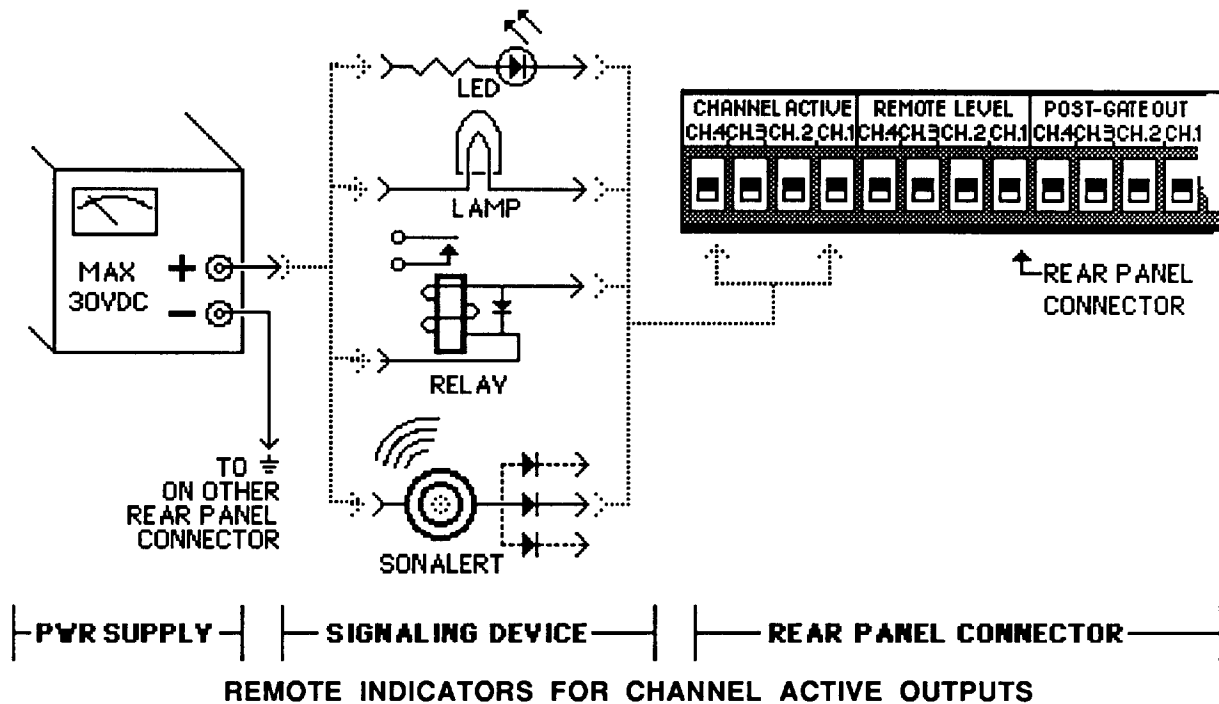 LED
CHANNEL ACTIVE REMOTE LEVEL POST-GATE OUT
CH.4 CH.3 CH.2 CH.1 CH.4 CH.3 CH.2 CH.1 CH.4 CH.3 CH.2 CH.1
LAMP
MAX
30VDC
+
−
REAR PANEL
CONNECTOR
RELAY
TO
ON OTHER
REAR PANEL
CONNECTOR
SONALERT
PWR SUPPLY
SIGNALING DEVICE
REAR PANEL CONNECTOR
REMOTE INDICATORS FOR CHANNEL ACTIVE OUTPUTS